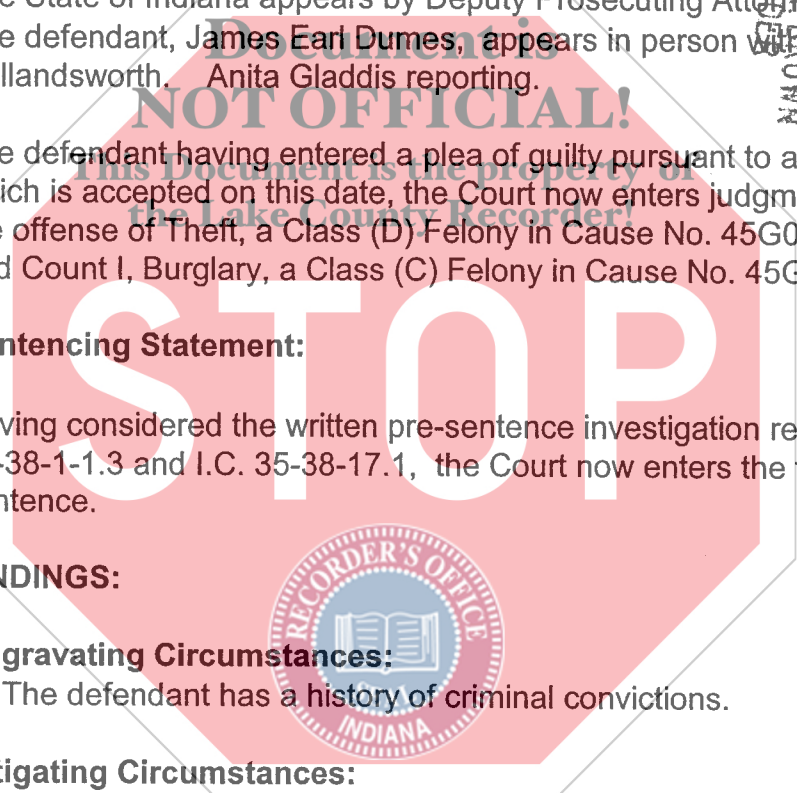 e State of Indiana appears by Deputy Prosecuting
e defendant, James Earl Dumes, appears in person
llandsworth. Anita Gladdis reporting.
Document is
NOT OFFICIAL!
e defendant having entered a plea of guilty pursuant to a
This Document is the property of
ich is accepted on this date, the Court now enters judgm
the Lake County Recorder!
e offense of Theft, a Class (D) Felony in Cause No. 45G0
d Count I, Burglary, a Class (C) Felony in Cause No. 45G
STOP
ntencing Statement:
ving considered the written pre-sentence investigation re
-38-1-1.3 and I.C. 35-38-17.1, the Court now enters the
ntence.
NDINGS:
RECORDER'S OFFICE
INDIANA
gravating Circumstances:
The defendant has a history of criminal convictions.
tigating Circumstances: